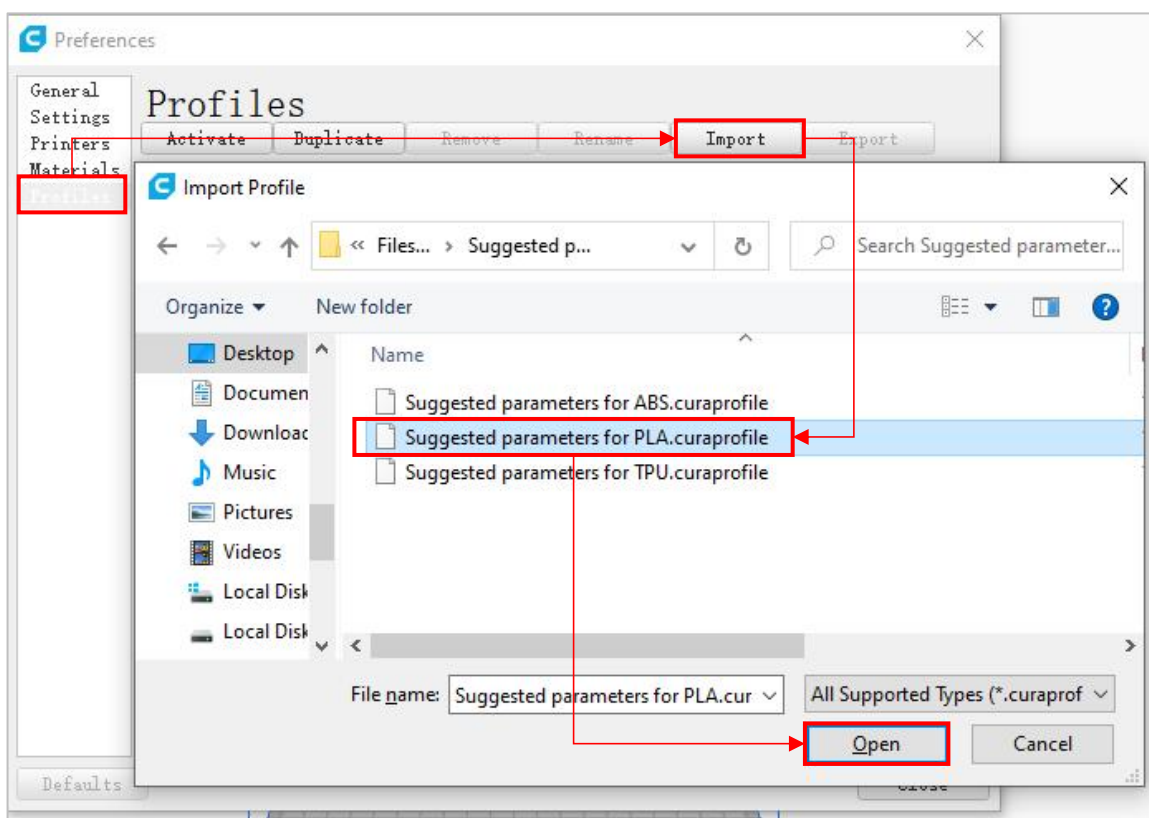 Preferences
General
Settings
Printers
Materials
Profiles
Profiles
Activate Duplicate Remove Rename Import Export
Import Profile
« Files... › Suggested p...
Search Suggested parameter...
Organize New folder
Desktop
Documen
Downloac
Music
Pictures
Videos
Local Disk
Local Disk
Name
Suggested parameters for ABS.curaprofile
Suggested parameters for PLA.curaprofile
Suggested parameters for TPU.curaprofile
File name: Suggested parameters for PLA.cur All Supported Types (*.curaprof
Open Cancel
Defaults Close